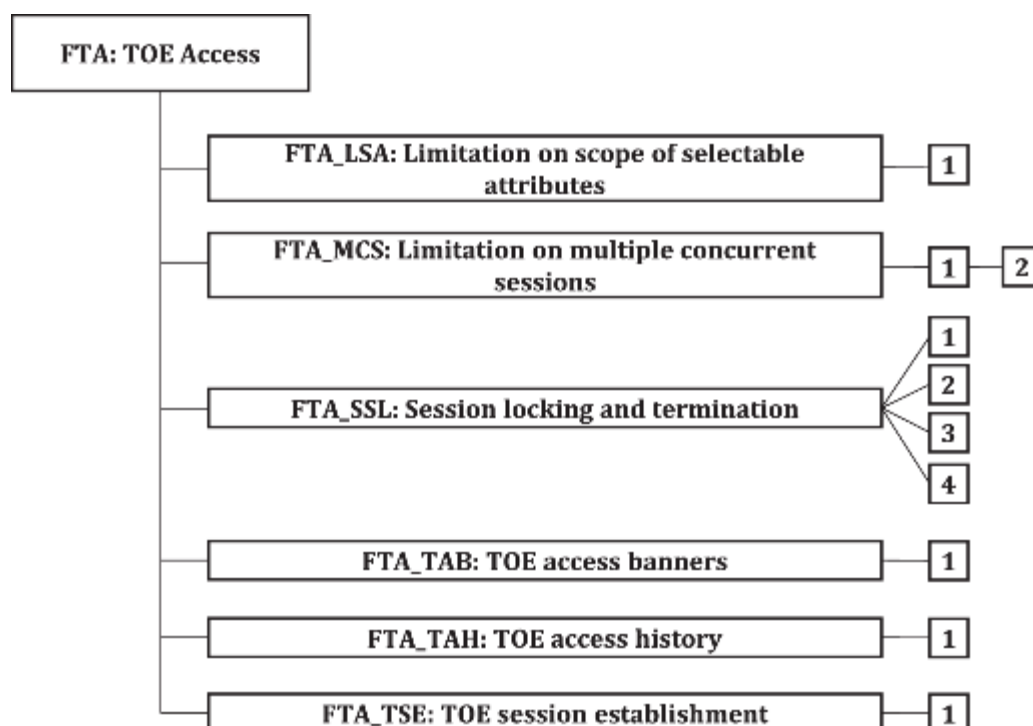 FTA: TOE Access
FTA_LSA: Limitation on scope of selectable
attributes
1
FTA_MCS: Limitation on multiple concurrent
sessions
1
2
1
2
FTA_SSL: Session locking and termination
3
4
FTA_TAB: TOE access banners
1
FTA_TAH: TOE access history
1
FTA_TSE: TOE session establishment
1